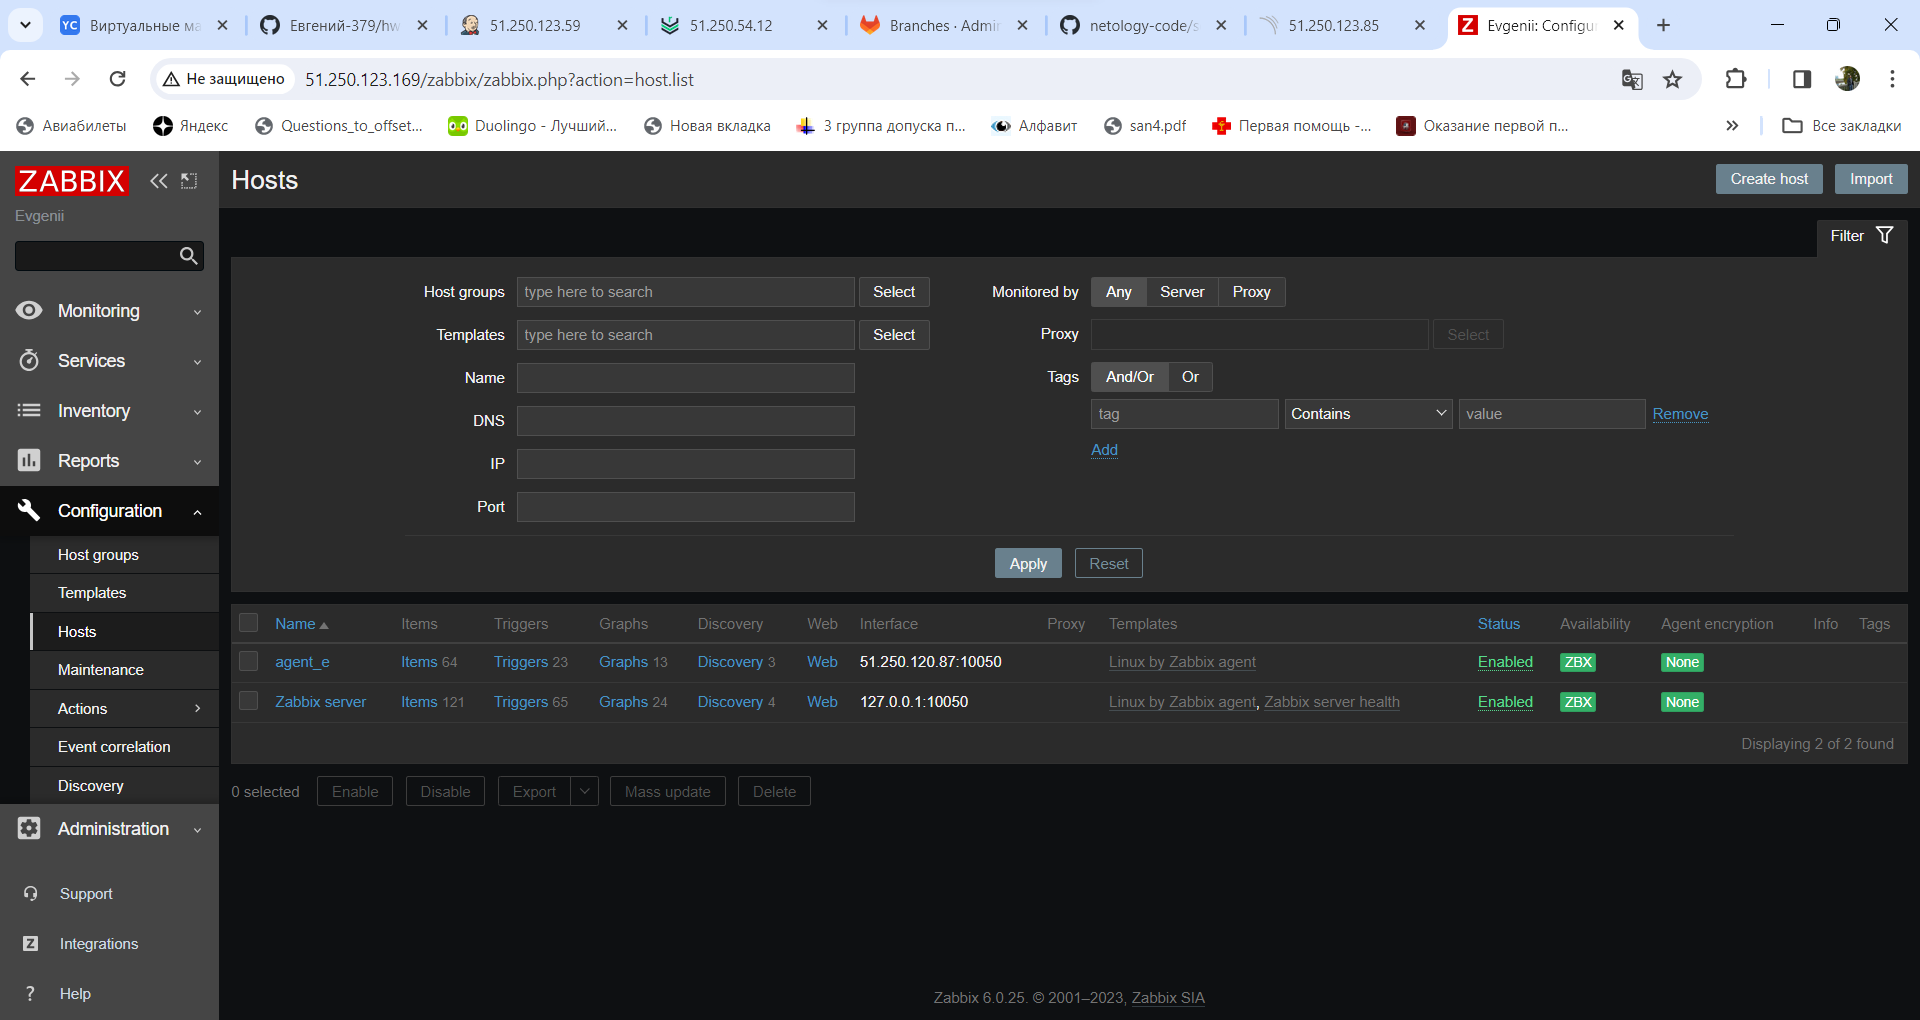 Виртуальные ма
Евгений-379/hw
51.250.123.59
51.250.54.12
Branches · Admin
netology-code/s
51.250.123.85
Evgenii: Configur
Не защищено
51.250.123.169/zabbix/zabbix.php?action=host.list
Авиабилеты
Яндекс
Questions_to_offset...
Duolingo - Лучший...
Новая вкладка
3 группа допуска п...
Алфавит
san4.pdf
Первая помощь -...
Оказание первой п...
Все закладки
ZABBIX
Evgenii
Hosts
Create host
Import
Filter
Monitoring
Services
Inventory
Reports
Configuration
Host groups
Templates
Hosts
Maintenance
Actions
Event correlation
Discovery
Administration
Support
Integrations
Help
Host groups type here to search Select
Templates type here to search Select
Name
DNS
IP
Port
Monitored by Any Server Proxy
Proxy Select
Tags And/Or Or
tag Contains value Remove
Add
Apply Reset
Name Items Triggers Graphs Discovery Web Interface Proxy Templates Status Availability Agent encryption Info Tags
agent_e Items 64 Triggers 23 Graphs 13 Discovery 3 Web 51.250.120.87:10050 Linux by Zabbix agent Enabled ZBX None
Zabbix server Items 121 Triggers 65 Graphs 24 Discovery 4 Web 127.0.0.1:10050 Linux by Zabbix agent, Zabbix server health Enabled ZBX None
Displaying 2 of 2 found
0 selected Enable Disable Export Mass update Delete
Zabbix 6.0.25. © 2001–2023, Zabbix SIA